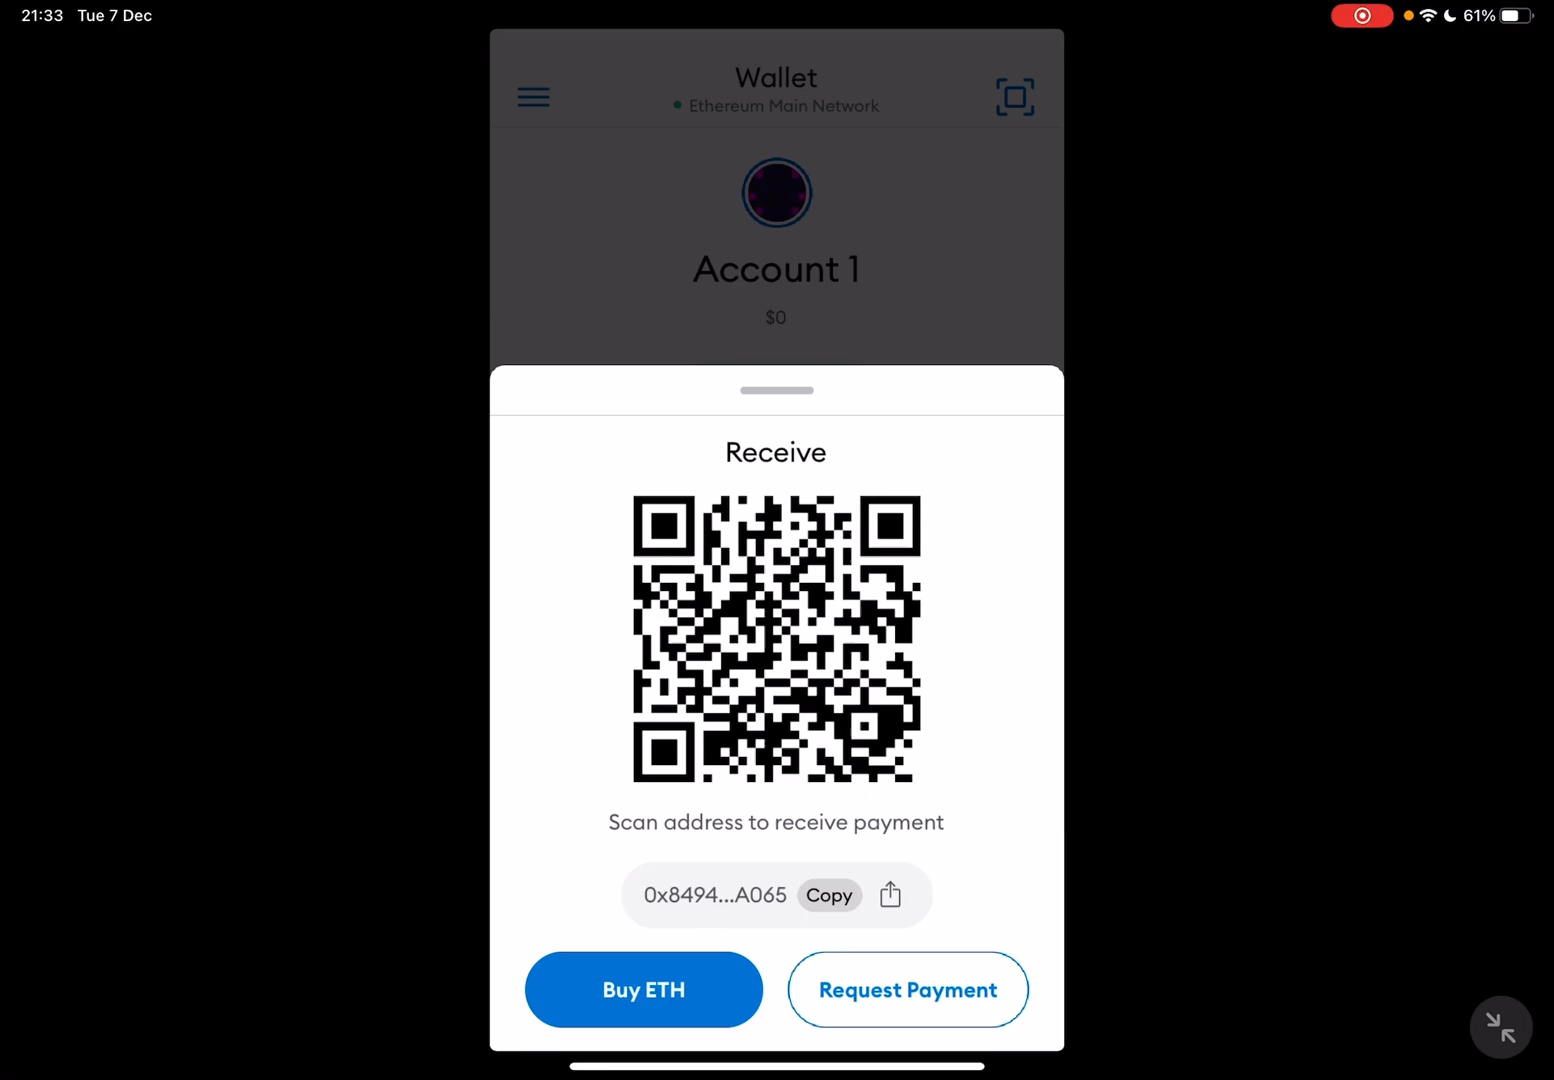 21:33 Tue 7 Dec
61%
Wallet
Ethereum Main Network
Account 1
$0
Receive
Scan address to receive payment
0x8494...A065 Copy
Buy ETH
Request Payment